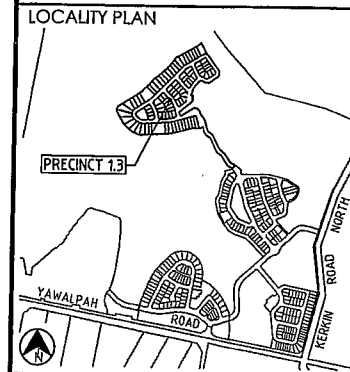 LOCALITY PLAN
PRECINCT 1.3
YAWALPAH
ROAD
KERKIN
ROAD
NORTH
N